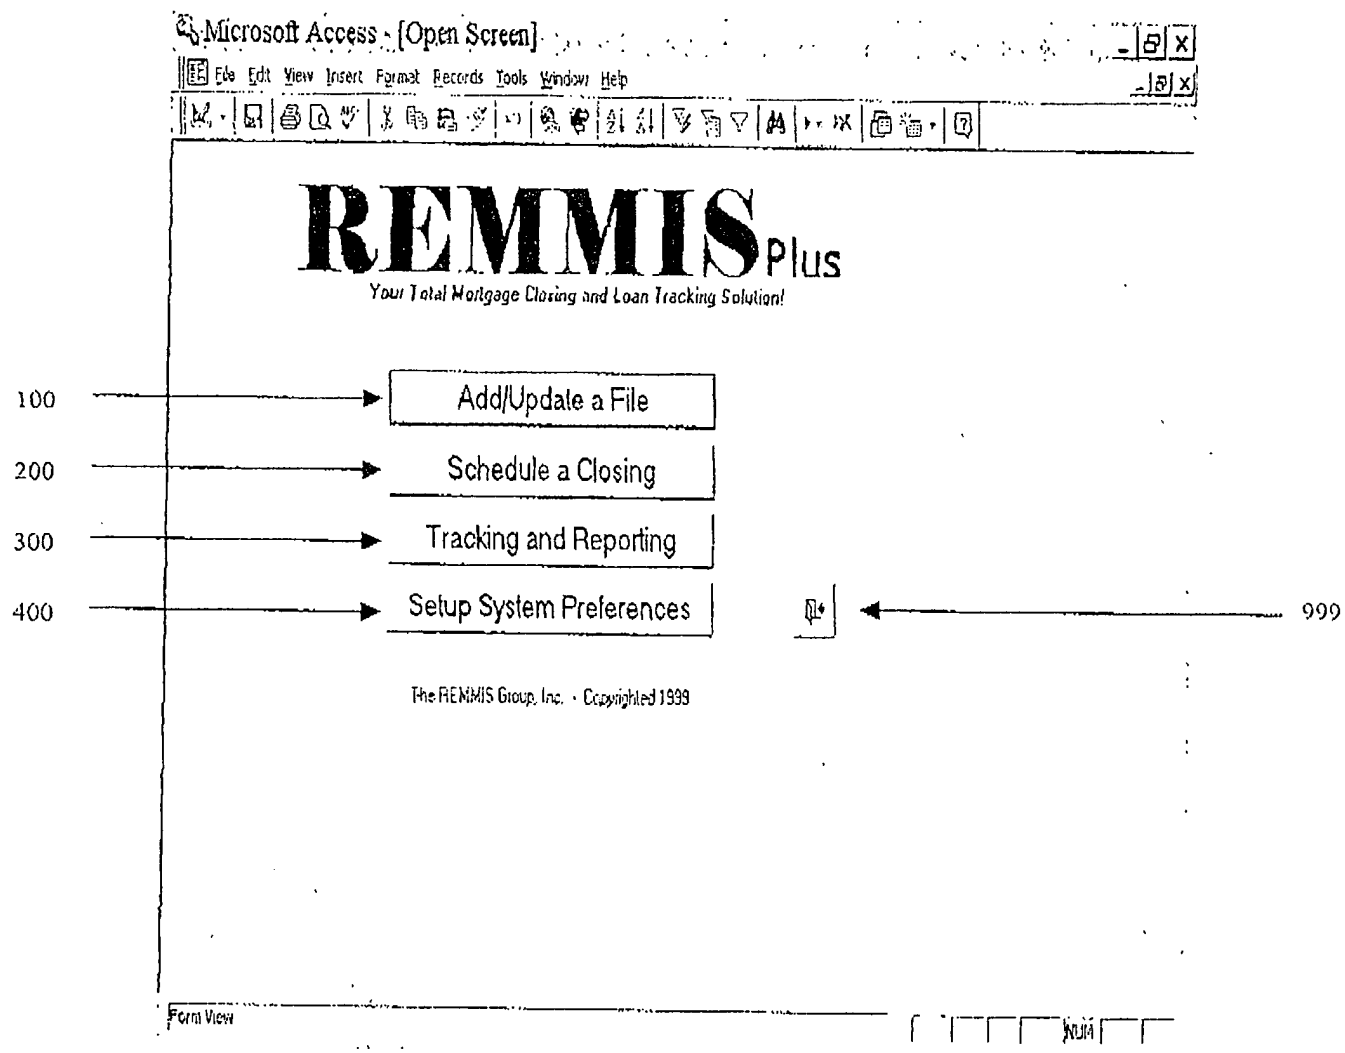 Microsoft Access - [Open Screen]
File Edit View Insert Format Records Tools Window Help
REMMIS Plus
Your Total Mortgage Closing and Loan Tracking Solution!
100 Add/Update a File
200 Schedule a Closing
300 Tracking and Reporting
400 Setup System Preferences 999
The REMMIS Group, Inc. - Copyrighted 1999
Form View NUM